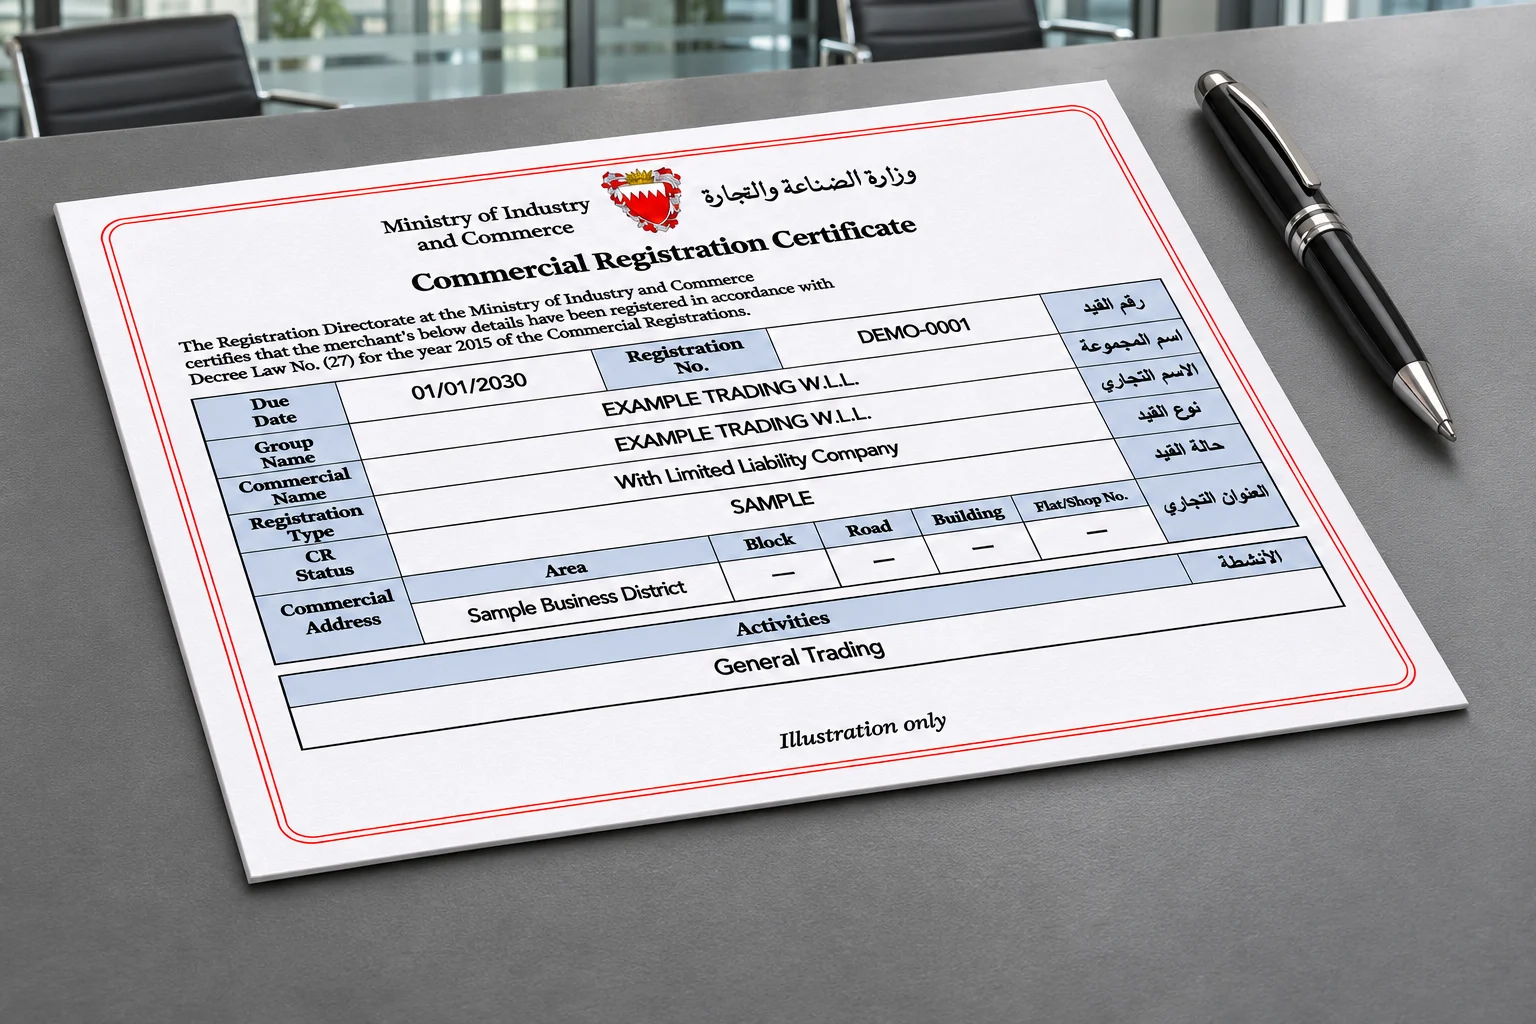 Ministry of Industry
and Commerce
وزارة الصناعة والتجارة
Commercial Registration Certificate
The Registration Directorate at the Ministry of Industry and Commerce
certifies that the merchant's below details have been registered in accordance with
Decree Law No. (27) for the year 2015 of the Commercial Registrations.
Due
Date
01/01/2030
Registration
No.
DEMO-0001
رقم القيد
Group
Name
EXAMPLE TRADING W.L.L.
اسم المجموعة
Commercial
Name
EXAMPLE TRADING W.L.L.
الاسم التجاري
Registration
Type
With Limited Liability Company
نوع القيد
CR
Status
SAMPLE
حالة القيد
Commercial
Address
Area
Block
Road
Building
Flat/Shop No.
العنوان التجاري
Sample Business District
—
—
—
—
Activities
الأنشطة
General Trading
Illustration only